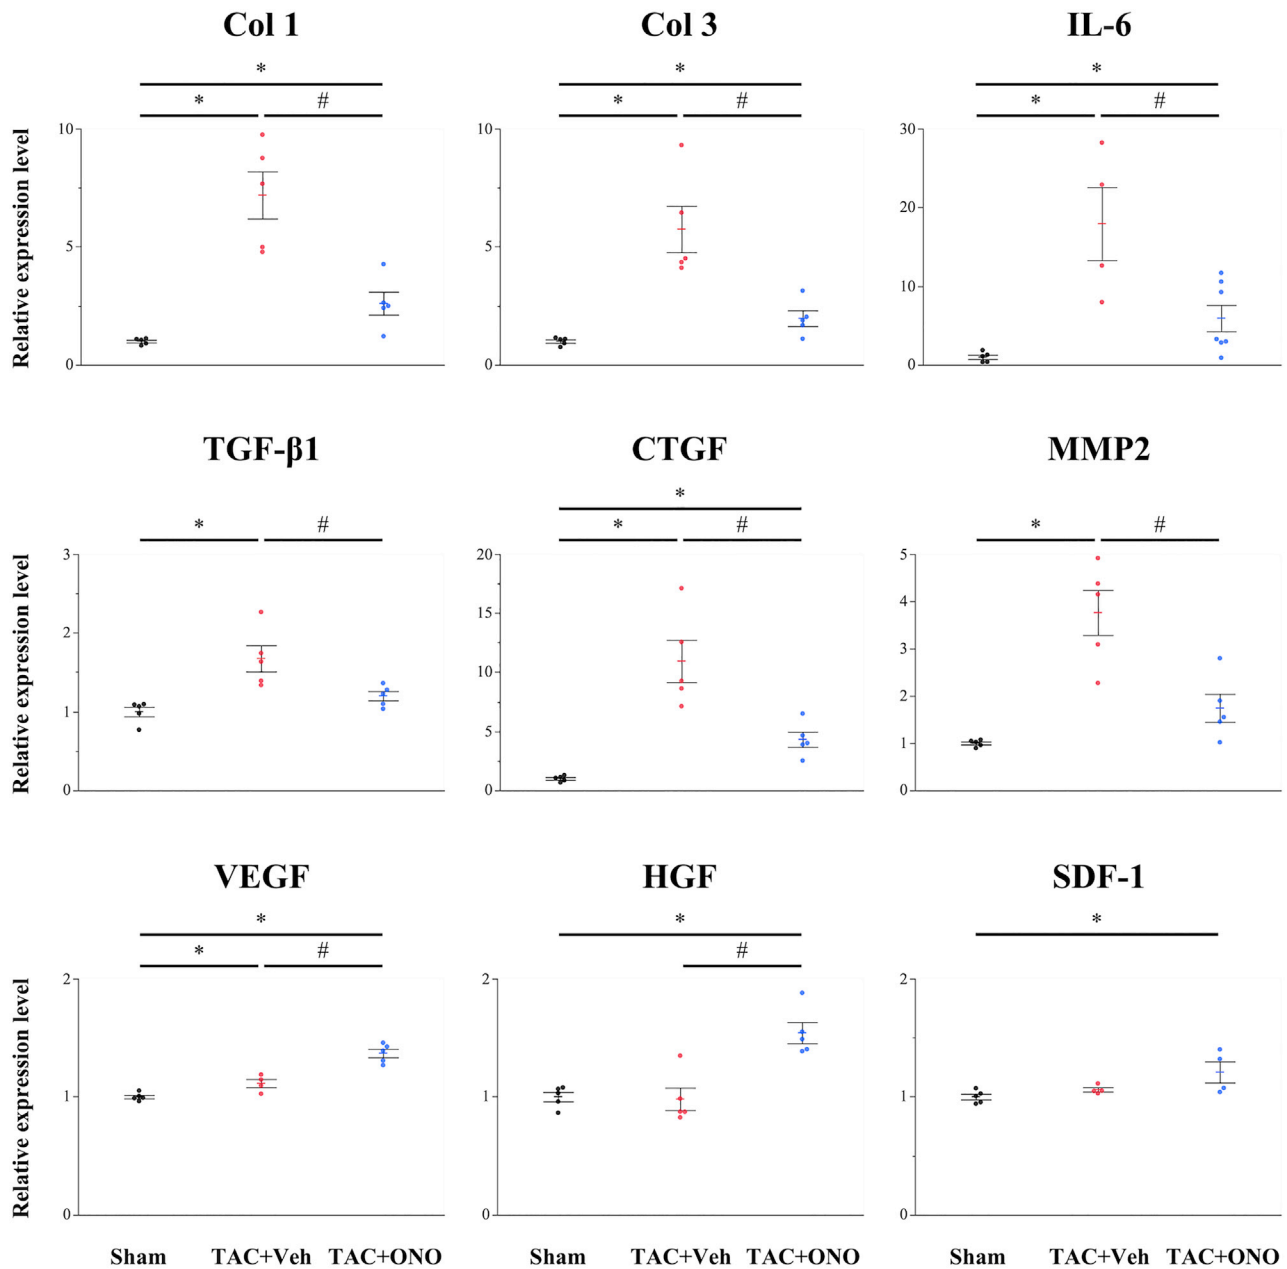 Col 1 Col 3 IL-6
* * *
* # * # * #
Relative expression level
10 10 30
20
5 5
10
0 0 0
TGF-β1 CTGF MMP2
*
* # * # * #
Relative expression level
3 20 5
4
15
2 3
10
2
1 5
1
0 0 0
VEGF HGF SDF-1
* * *
* # #
Relative expression level
2 2 2
1 1 1
0 0 0
Sham TAC+Veh TAC+ONO Sham TAC+Veh TAC+ONO Sham TAC+Veh TAC+ONO